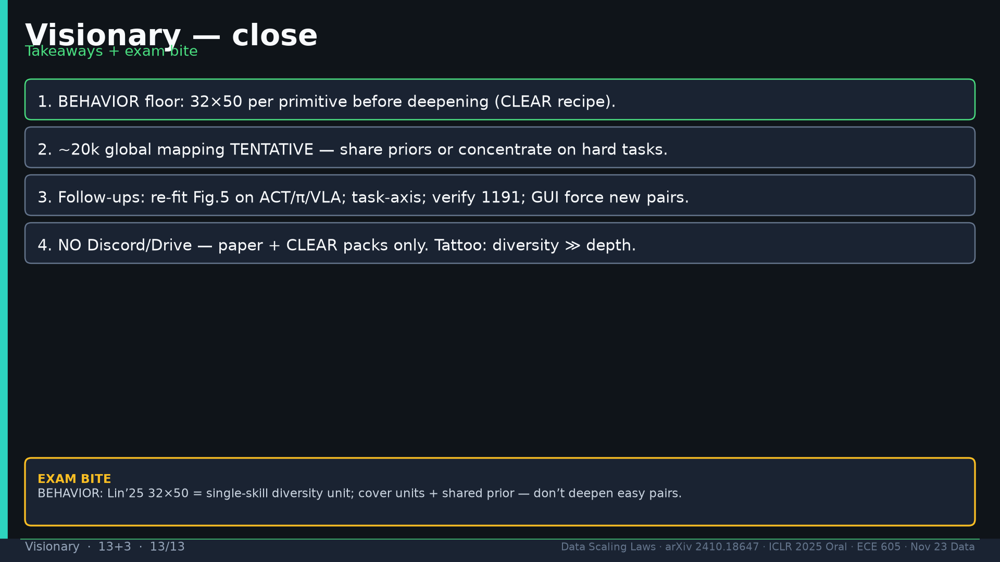 Visionary — close
Takeaways + exam bite
1. BEHAVIOR floor: 32×50 per primitive before deepening (CLEAR recipe).
2. ~20k global mapping TENTATIVE — share priors or concentrate on hard tasks.
3. Follow-ups: re-fit Fig.5 on ACT/π/VLA; task-axis; verify 1191; GUI force new pairs.
4. NO Discord/Drive — paper + CLEAR packs only. Tattoo: diversity ≫ depth.
EXAM BITE
BEHAVIOR: Lin’25 32×50 = single-skill diversity unit; cover units + shared prior — don’t deepen easy pairs.
Visionary · 13+3 · 13/13
Data Scaling Laws · arXiv 2410.18647 · ICLR 2025 Oral · ECE 605 · Nov 23 Data